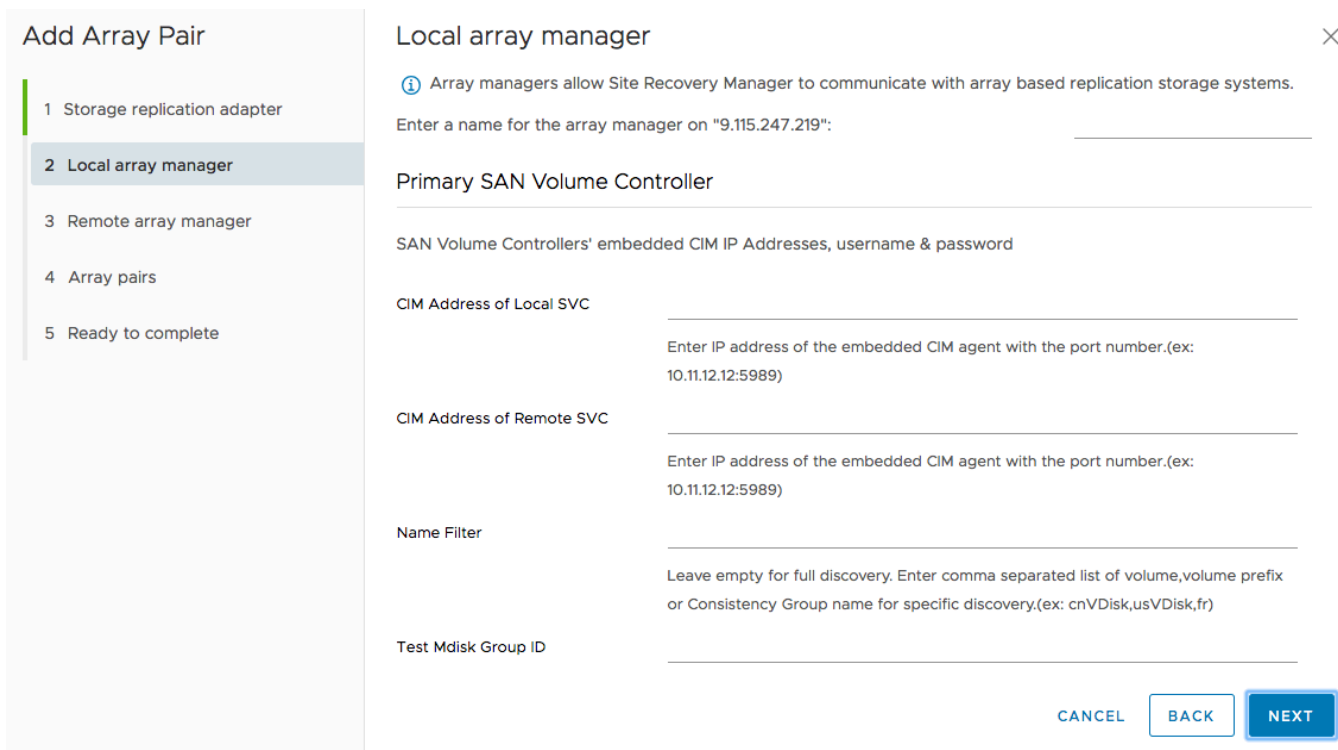 Add Array Pair
1 Storage replication adapter
2 Local array manager
3 Remote array manager
4 Array pairs
5 Ready to complete
Local array manager
Array managers allow Site Recovery Manager to communicate with array based replication storage systems.
Enter a name for the array manager on "9.115.247.219":
Primary SAN Volume Controller
SAN Volume Controllers' embedded CIM IP Addresses, username & password
CIM Address of Local SVC
Enter IP address of the embedded CIM agent with the port number.(ex:
10.11.12.12:5989)
CIM Address of Remote SVC
Enter IP address of the embedded CIM agent with the port number.(ex:
10.11.12.12:5989)
Name Filter
Leave empty for full discovery. Enter comma separated list of volume,volume prefix
or Consistency Group name for specific discovery.(ex: cnVDisk,usVDisk,fr)
Test Mdisk Group ID
CANCEL BACK NEXT